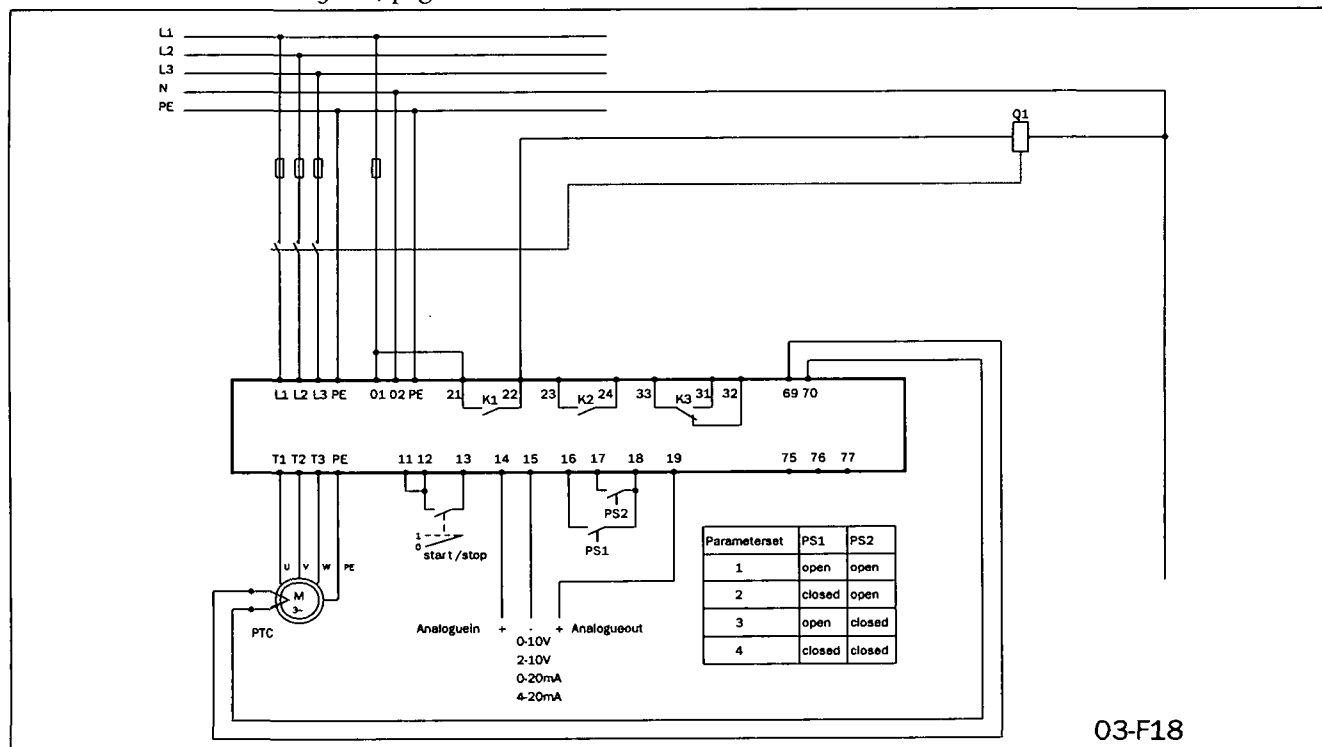 L1
L2
L3
N
PE
Q1
L1 L2 L3 PE 01 02 PE 21 K1 22 23 K2 24 33 K3 31 32 69 70
T1 T2 T3 PE 11 12 13 14 15 16 17 18 19 75 76 77
PS2
PS1
1
0
start/stop
U V W PE
M
3~
PTC
Analoguein + - + Analogueout
0-10V
2-10V
0-20mA
4-20mA
Parameterset PS1 PS2
1 open open
2 closed open
3 open closed
4 closed closed
03-F18